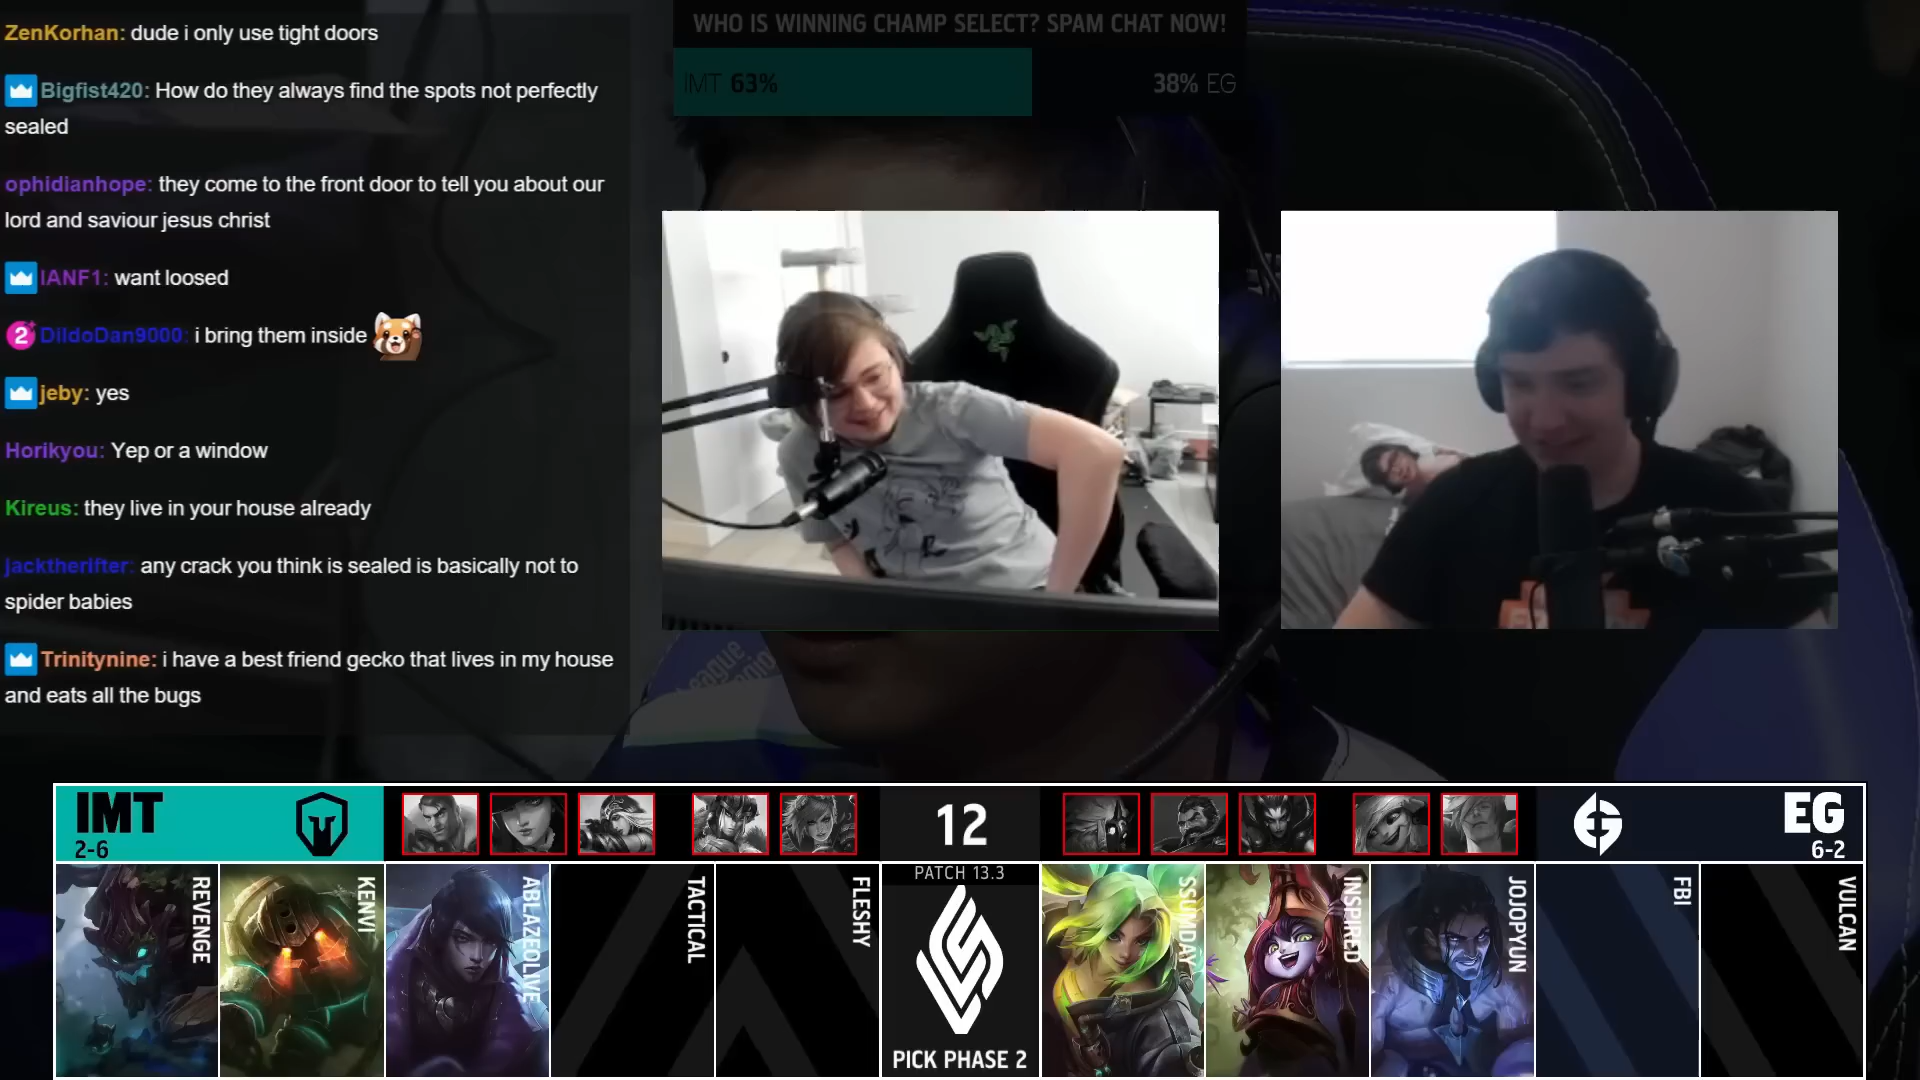 ZenKorhan: dude i only use tight doors
Bigfist420: How do they always find the spots not perfectly
sealed
ophidianhope: they come to the front door to tell you about our
lord and saviour jesus christ
IANF1: want loosed
2 DildoDan9000: i bring them inside
jeby: yes
Horikyou: Yep or a window
Kireus: they live in your house already
jacktherifter: any crack you think is sealed is basically not to
spider babies
Trinitynine: i have a best friend gecko that lives in my house
and eats all the bugs
WHO IS WINNING CHAMP SELECT? SPAM CHAT NOW!
IMT 63%
38% EG
League
IMT
2-6
12
EG
6-2
REVENGE
KENVI
ABLAZEOLIVE
TACTICAL
FLESHY
PATCH 13.3
PICK PHASE 2
SSUMDAY
INSPIRED
JOJOPYUN
FBI
VULCAN